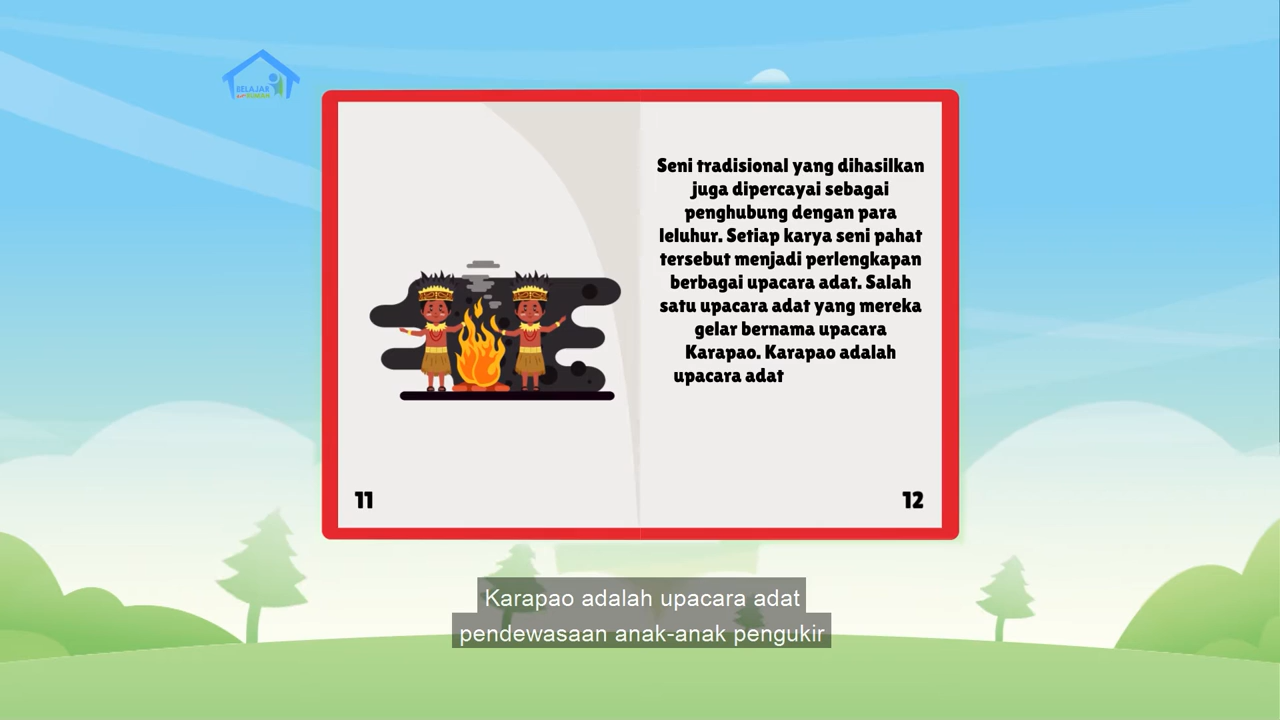 BELAJAR
RUMAH
Seni tradisional yang dihasilkan
juga dipercayai sebagai
penghubung dengan para
leluhur. Setiap karya seni pahat
tersebut menjadi perlengkapan
berbagai upacara adat. Salah
satu upacara adat yang mereka
gelar bernama upacara
Karapao. Karapao adalah
upacara adat
11
12
Karapao adalah upacara adat
pendewasaan anak-anak pengukir